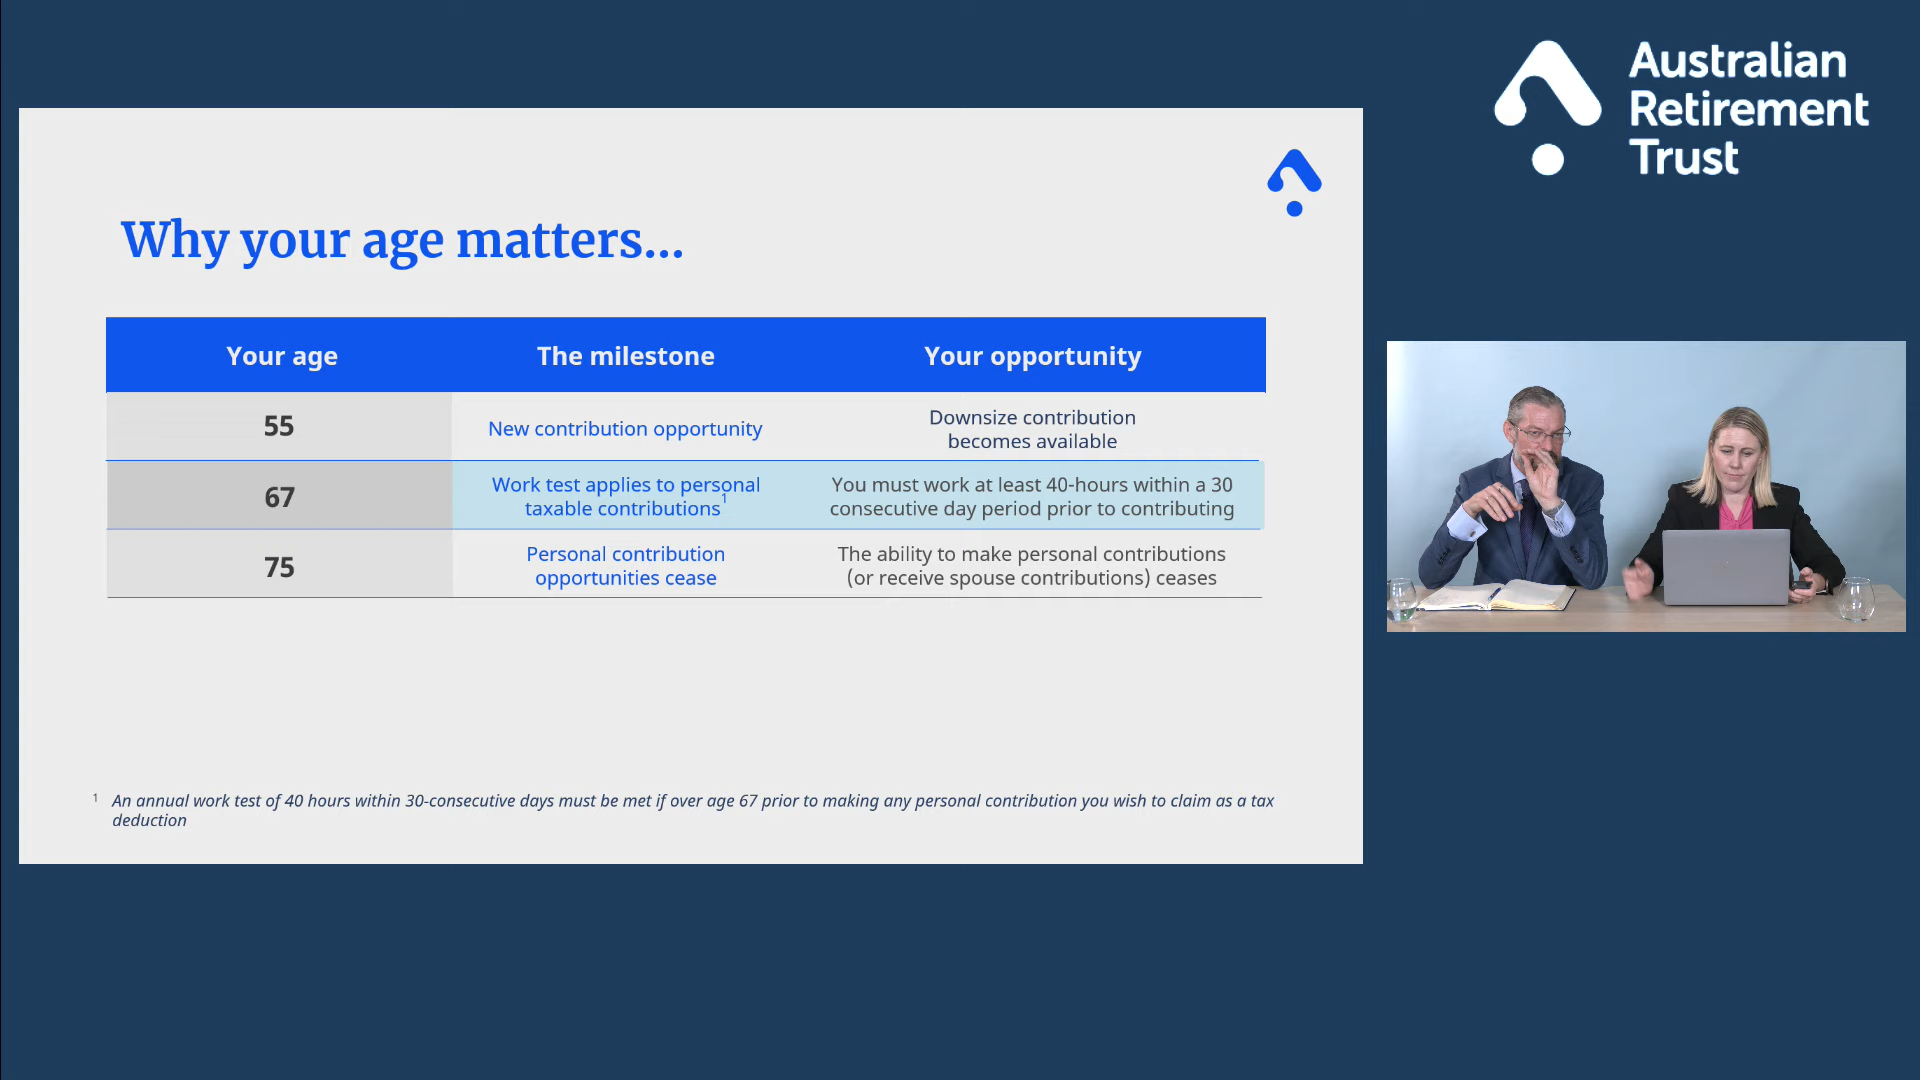 Australian
Retirement
Trust
Why your age matters...
Your age The milestone Your opportunity
55
New contribution opportunity
Downsize contribution
becomes available
67
Work test applies to personal
taxable contributions¹
You must work at least 40-hours within a 30
consecutive day period prior to contributing
75
Personal contribution
opportunities cease
The ability to make personal contributions
(or receive spouse contributions) ceases
¹ An annual work test of 40 hours within 30-consecutive days must be met if over age 67 prior to making any personal contribution you wish to claim as a tax
deduction